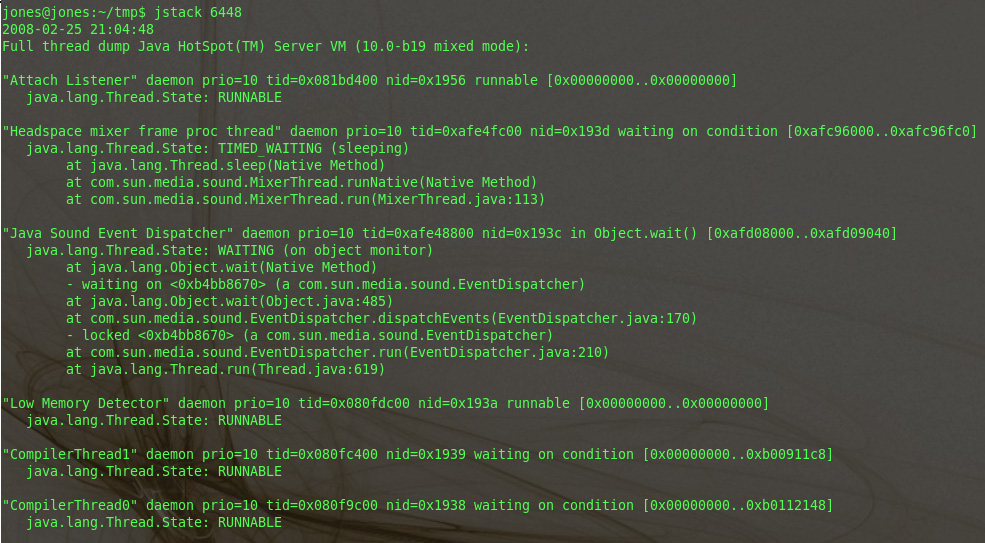 jones@jones:~/tmp$ jstack 6448
2008-02-25 21:04:48
Full thread dump Java HotSpot(TM) Server VM (10.0-b19 mixed mode):
"Attach Listener" daemon prio=10 tid=0x081bd400 nid=0x1956 runnable [0x00000000..0x00000000]
java.lang.Thread.State: RUNNABLE
"Headspace mixer frame proc thread" daemon prio=10 tid=0xafe4fc00 nid=0x193d waiting on condition [0xafc96000..0xafc96fc0]
java.lang.Thread.State: TIMED_WAITING (sleeping)
at java.lang.Thread.sleep(Native Method)
at com.sun.media.sound.MixerThread.runNative(Native Method)
at com.sun.media.sound.MixerThread.run(MixerThread.java:113)
"Java Sound Event Dispatcher" daemon prio=10 tid=0xafe48800 nid=0x193c in Object.wait() [0xafd08000..0xafd09040]
java.lang.Thread.State: WAITING (on object monitor)
at java.lang.Object.wait(Native Method)
- waiting on <0xb4bb8670> (a com.sun.media.sound.EventDispatcher)
at java.lang.Object.wait(Object.java:485)
at com.sun.media.sound.EventDispatcher.dispatchEvents(EventDispatcher.java:170)
- locked <0xb4bb8670> (a com.sun.media.sound.EventDispatcher)
at com.sun.media.sound.EventDispatcher.run(EventDispatcher.java:210)
at java.lang.Thread.run(Thread.java:619)
"Low Memory Detector" daemon prio=10 tid=0x080fdc00 nid=0x193a runnable [0x00000000..0x00000000]
java.lang.Thread.State: RUNNABLE
"CompilerThread1" daemon prio=10 tid=0x080fc400 nid=0x1939 waiting on condition [0x00000000..0xb00911c8]
java.lang.Thread.State: RUNNABLE
"CompilerThread0" daemon prio=10 tid=0x080f9c00 nid=0x1938 waiting on condition [0x00000000..0xb0112148]
java.lang.Thread.State: RUNNABLE